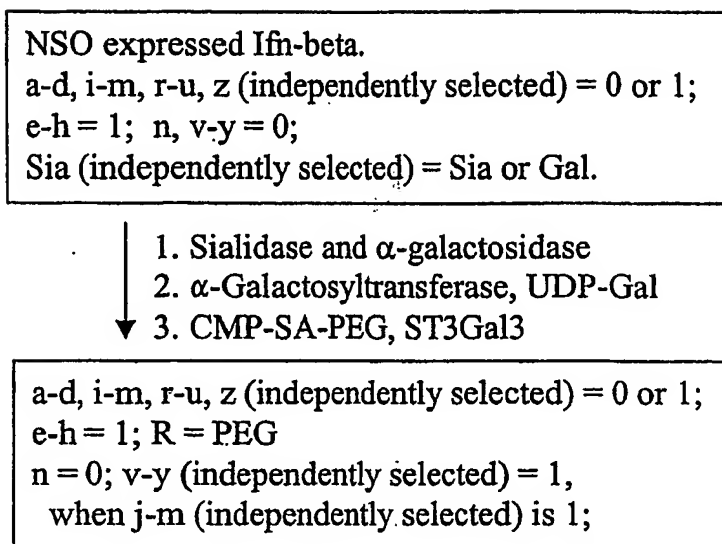 NSO expressed Ifn-beta.
a-d, i-m, r-u, z (independently selected) = 0 or 1;
e-h = 1; n, v-y = 0;
Sia (independently selected) = Sia or Gal.
1. Sialidase and α-galactosidase
2. α-Galactosyltransferase, UDP-Gal
3. CMP-SA-PEG, ST3Gal3
a-d, i-m, r-u, z (independently selected) = 0 or 1;
e-h = 1; R = PEG
n = 0; v-y (independently selected) = 1,
when j-m (independently selected) is 1;